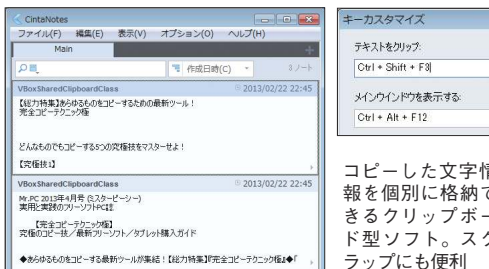 CintaNotes
ファイル(F) 編集(E) 表示(V) オプション(O) ヘルプ(H)
Main
作成日時(C)
3 ノート
VBoxSharedClipboardClass 2013/02/22 22:45
【総力特集】あらゆるものをコピーするための最新ツール！
完全コピーテクニック極
どんなものでもコピーする5つの究極技をマスターせよ！
【究極技1】
VBoxSharedClipboardClass 2013/02/22 22:45
Mr.PC 2013年4月号 (ミスターピーシー)
実用と実践のフリーソフトPC誌
【完全コピーテクニック極】
究極のコピー技／最新フリーソフト／タブレット購入ガイド
◆あらゆるものをコピーする最新ツールが集結！【総力特集】『完全コピーテクニック極』◆『
キーカスタマイズ
テキストをクリップ:
Ctrl + Shift + F3
メインウインドウを表示する:
Ctrl + Alt + F12
コピーした文字情
報を個別に格納で
きるクリップボー
ド型ソフト。スク
ラップにも便利